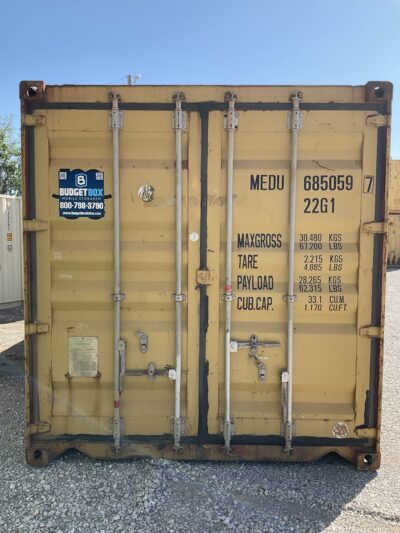 BUDGETBOX
MOBILE STORAGE
800-798-3790
MEDU 685059 7
22G1
MAXGROSS 30.480 KGS
67.200 LBS
TARE 2.215 KGS
4.885 LBS
PAYLOAD 28.265 KGS
62.315 LBS
CUB.CAP. 33.1 CU.M.
1.170 CU.FT.